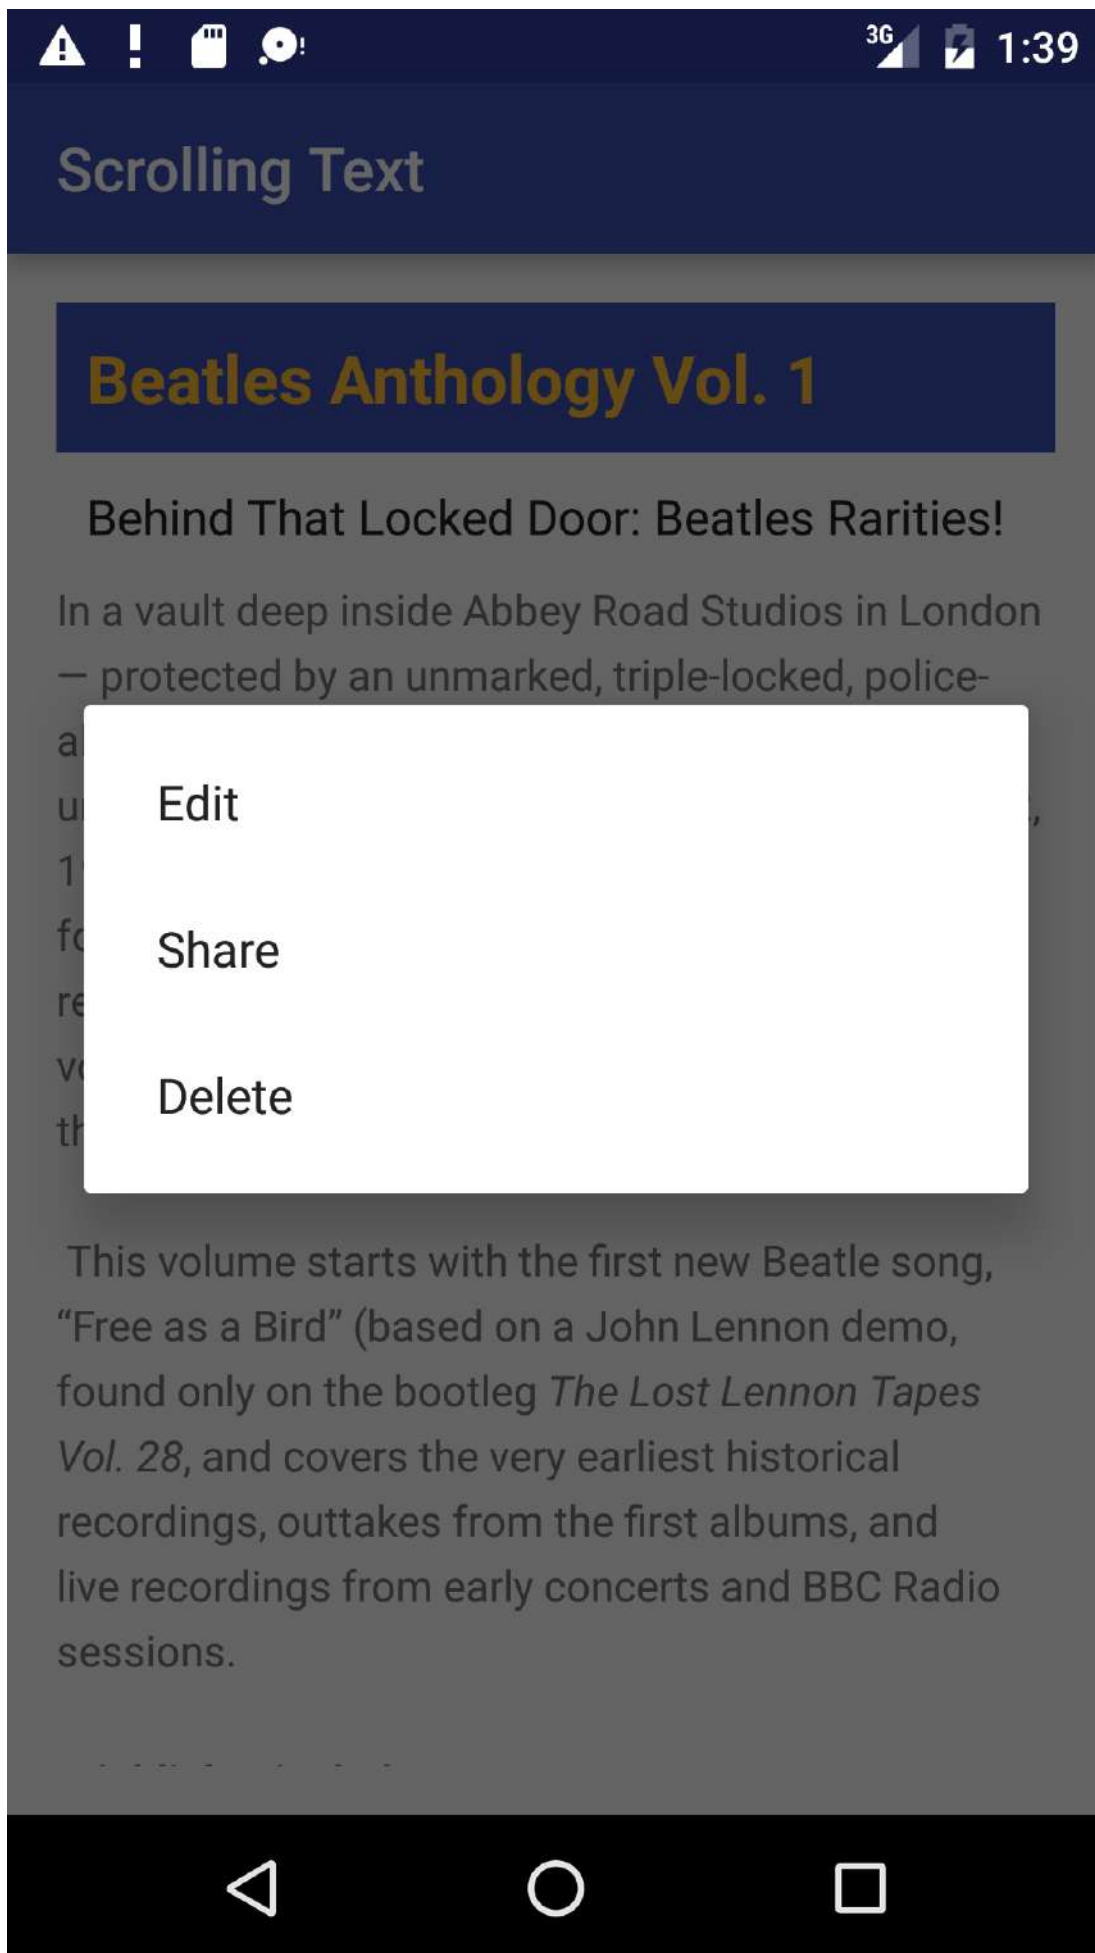 3G 1:39
Scrolling Text
Beatles Anthology Vol. 1
Behind That Locked Door: Beatles Rarities!
In a vault deep inside Abbey Road Studios in London
— protected by an unmarked, triple-locked, police-
Edit
Share
Delete
This volume starts with the first new Beatle song,
“Free as a Bird” (based on a John Lennon demo,
found only on the bootleg The Lost Lennon Tapes
Vol. 28, and covers the very earliest historical
recordings, outtakes from the first albums, and
live recordings from early concerts and BBC Radio
sessions.